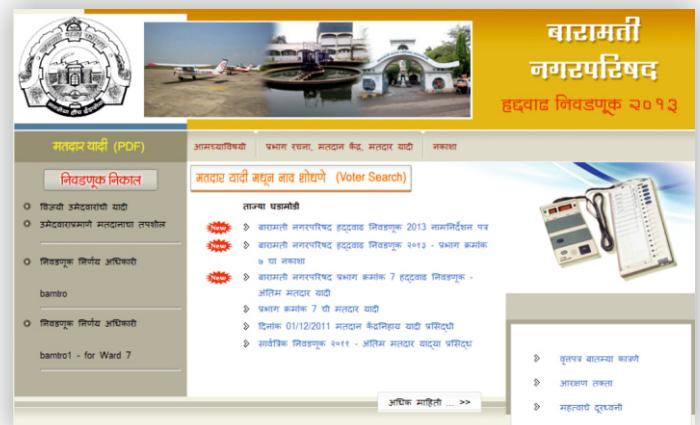 बारामती
नगरपरिषद
हद्दवाढ निवडणूक २०१३
मतदार यादी (PDF)
आमच्याविषयी प्रभाग रचना, मतदान केंद्र, मतदार यादी नकाशा
निवडणूक निकाल
मतदार यादी मधून नाव शोधणे (Voter Search)
विजयी उमेदवारांची यादी
उमेदवाराप्रमाणे मतदानाचा तपशील
निवडणूक निर्णय अधिकारी
bamtro
निवडणूक निर्णय अधिकारी
bamtro1 - for Ward 7
ताज्या घडामोडी
New बारामती नगरपरिषद हद्दवाढ निवडणूक 2013 नामनिर्देशन पत्र
New बारामती नगरपरिषद हद्दवाढ निवडणूक २०१३ - प्रभाग क्रमांक
७ चा नकाशा
New बारामती नगरपरिषद प्रभाग क्रमांक 7 हद्दवाढ निवडणूक -
अंतिम मतदार यादी
प्रभाग क्रमांक 7 ची मतदार यादी
दिनांक 01/12/2011 मतदान केंद्रनिहाय यादी प्रसिद्धी
सार्वत्रिक निवडणूक २०११ - अंतिम मतदार याद्या प्रसिद्ध
अधिक माहिती ... >>
वृत्तपत्र बातम्या कात्रणे
आरक्षण तक्ता
महत्वाचे दूरध्वनी